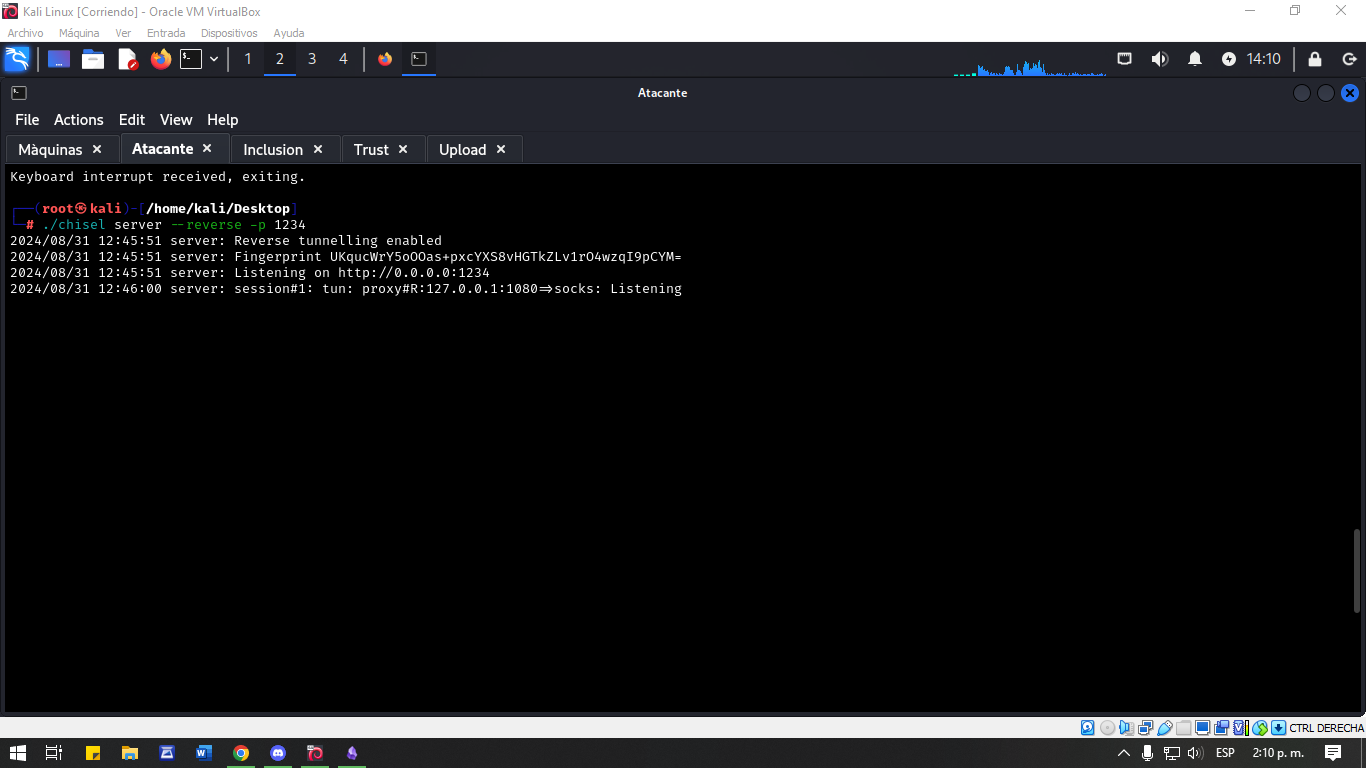 Kali Linux [Corriendo] - Oracle VM VirtualBox
Archivo Máquina Ver Entrada Dispositivos Ayuda
1 2 3 4 14:10
Atacante
File Actions Edit View Help
Màquinas Atacante Inclusion Trust Upload
Keyboard interrupt received, exiting.
(root㉿kali)-[/home/kali/Desktop]
# ./chisel server --reverse -p 1234
2024/08/31 12:45:51 server: Reverse tunnelling enabled
2024/08/31 12:45:51 server: Fingerprint UKqucWrY5oOOas+pxcYXS8vHGTkZLv1rO4wzqI9pCYM=
2024/08/31 12:45:51 server: Listening on http://0.0.0.0:1234
2024/08/31 12:46:00 server: session#1: tun: proxy#R:127.0.0.1:1080=>socks: Listening
CTRL DERECHA
ESP 2:10 p. m.